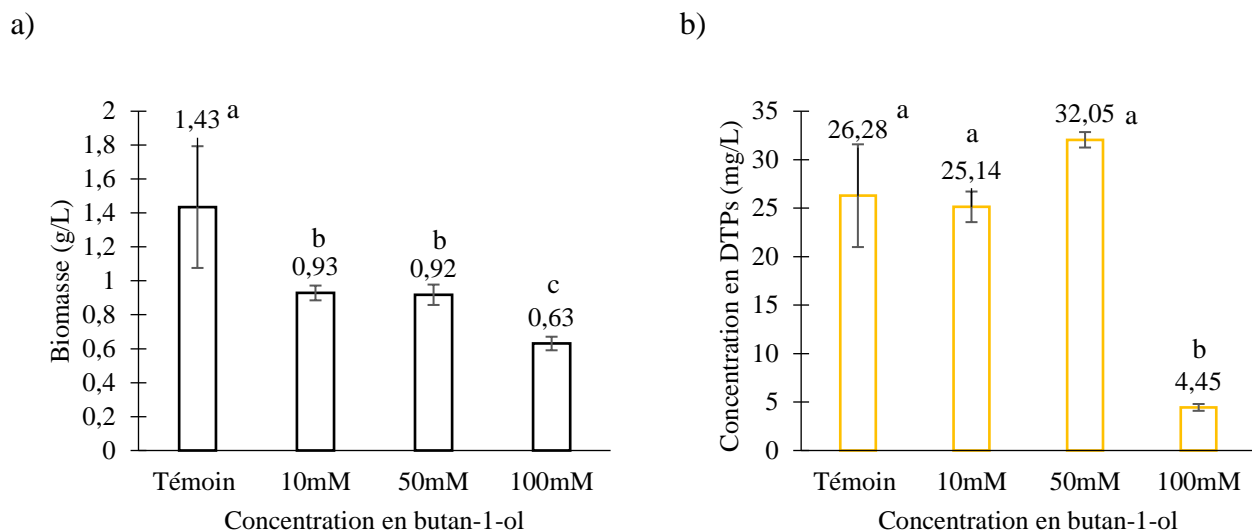 a)
Biomasse (g/L)
2
1,8
1,6
1,4
1,2
1
0,8
0,6
0,4
0,2
0
1,43 a
b
0,93
b
0,92
c
0,63
Témoin 10mM 50mM 100mM
Concentration en butan-1-ol
b)
Concentration en DTPs (mg/L)
35
30
25
20
15
10
5
0
a
26,28
a
25,14
32,05 a
b
4,45
Témoin 10mM 50mM 100mM
Concentration en butan-1-ol